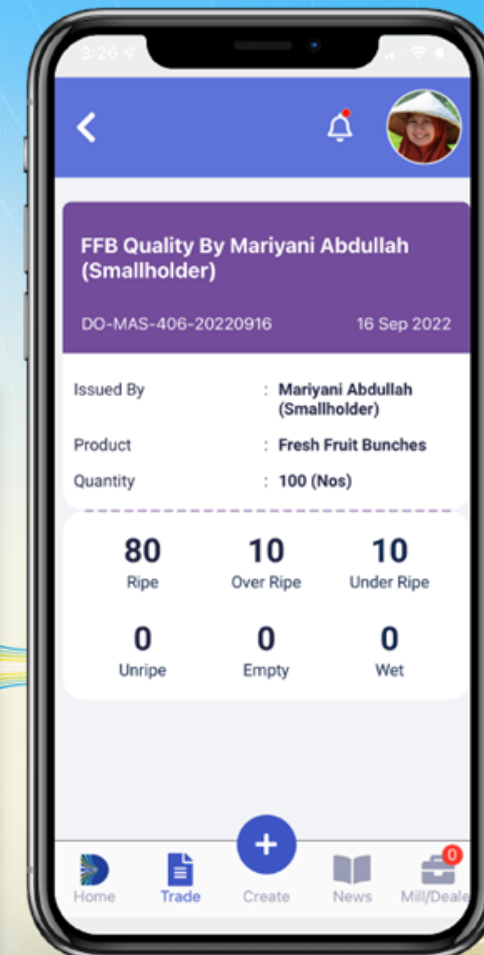 3:26
FFB Quality By Mariyani Abdullah
(Smallholder)
DO-MAS-406-20220916 16 Sep 2022
Issued By : Mariyani Abdullah
(Smallholder)
Product : Fresh Fruit Bunches
Quantity : 100 (Nos)
80 10 10
Ripe Over Ripe Under Ripe
0 0 0
Unripe Empty Wet
+
0
Home Trade Create News Mill/Deale